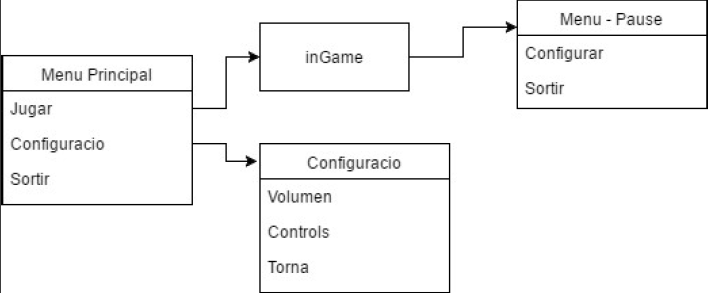 Menu Principal
Jugar
Configuracio
Sortir
inGame
Menu - Pause
Configurar
Sortir
Configuracio
Volumen
Controls
Torna